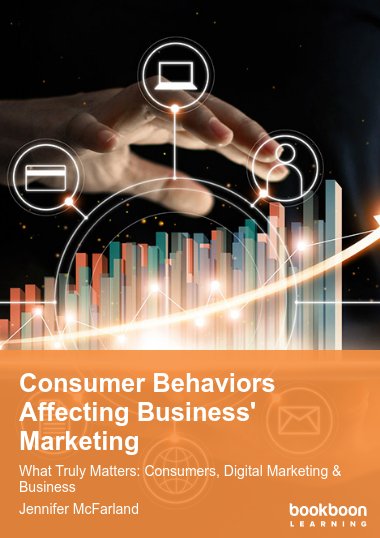 Consumer Behaviors
Affecting Business'
Marketing
What Truly Matters: Consumers, Digital Marketing &
Business
Jennifer McFarland
bookboon
LEARNING